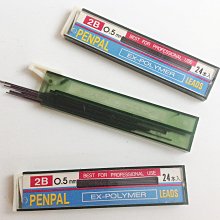 2B 0.5mm BEST FOR PROFESSIONAL USE
PENPAL EX-POLYMER LEADS 24本入
2B 0.5mm BEST FOR PROFESSIONAL USE 24本入
PENPAL EX-POLYMER LEADS